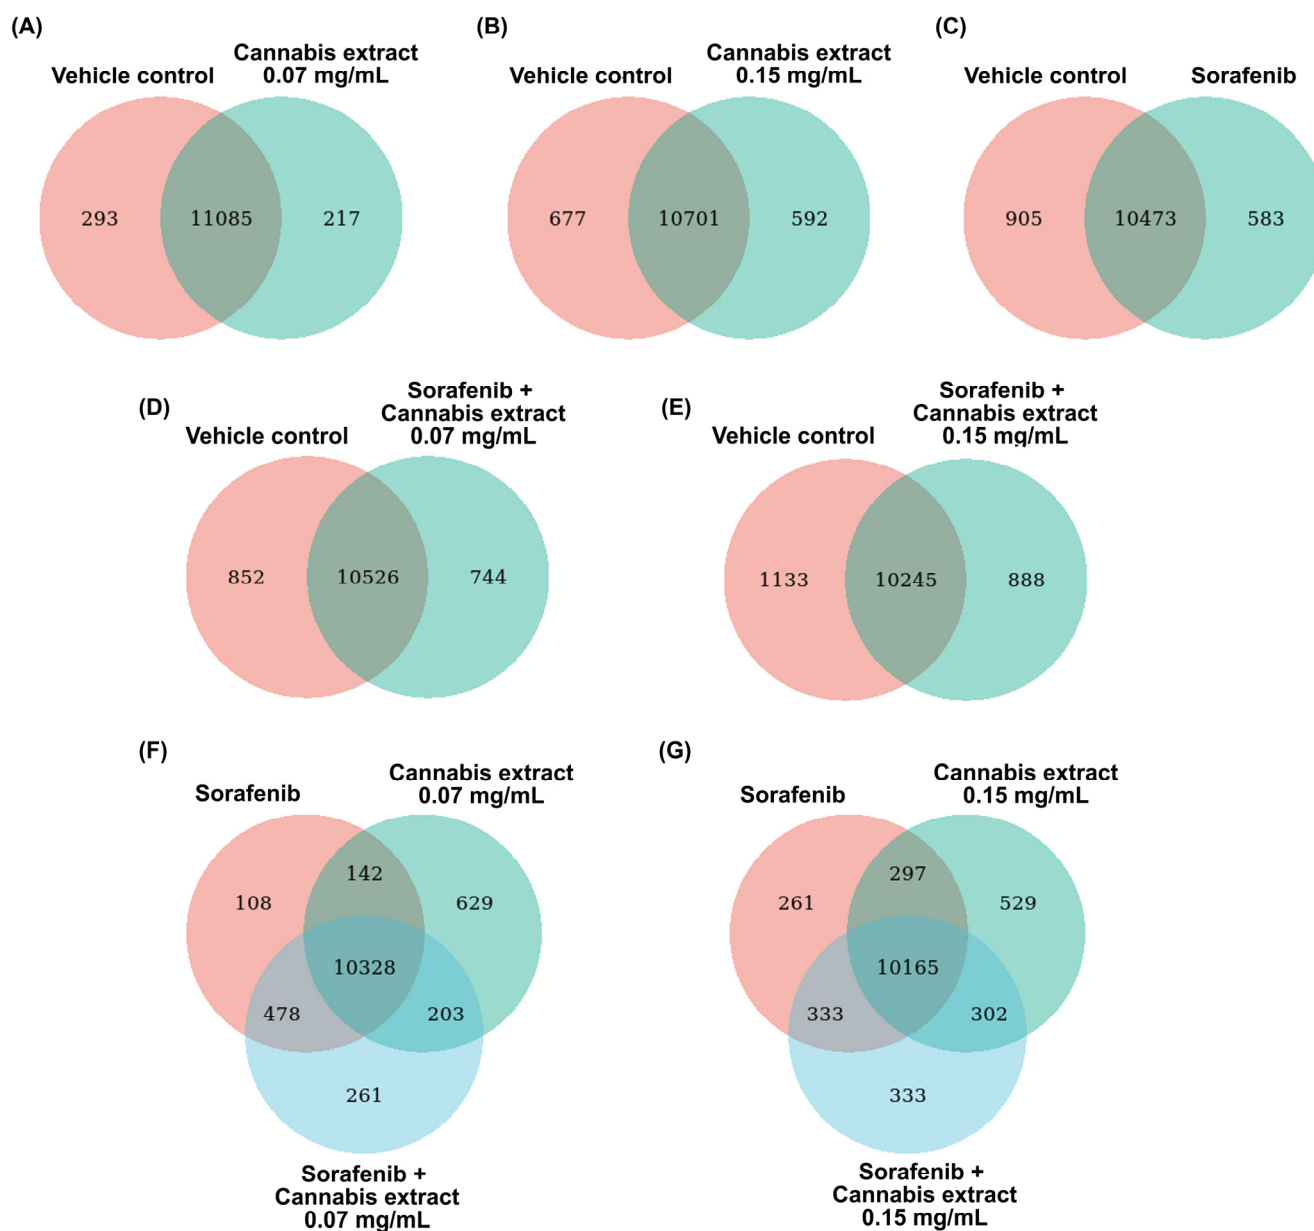 (A)
Vehicle control
Cannabis extract
0.07 mg/mL
293
11085
217
(B)
Vehicle control
Cannabis extract
0.15 mg/mL
677
10701
592
(C)
Vehicle control
Sorafenib
905
10473
583
(D)
Vehicle control
Sorafenib +
Cannabis extract
0.07 mg/mL
852
10526
744
(E)
Vehicle control
Sorafenib +
Cannabis extract
0.15 mg/mL
1133
10245
888
(F)
Sorafenib
Cannabis extract
0.07 mg/mL
142
108
629
10328
478
203
261
Sorafenib +
Cannabis extract
0.07 mg/mL
(G)
Sorafenib
Cannabis extract
0.15 mg/mL
297
261
529
10165
333
302
333
Sorafenib +
Cannabis extract
0.15 mg/mL